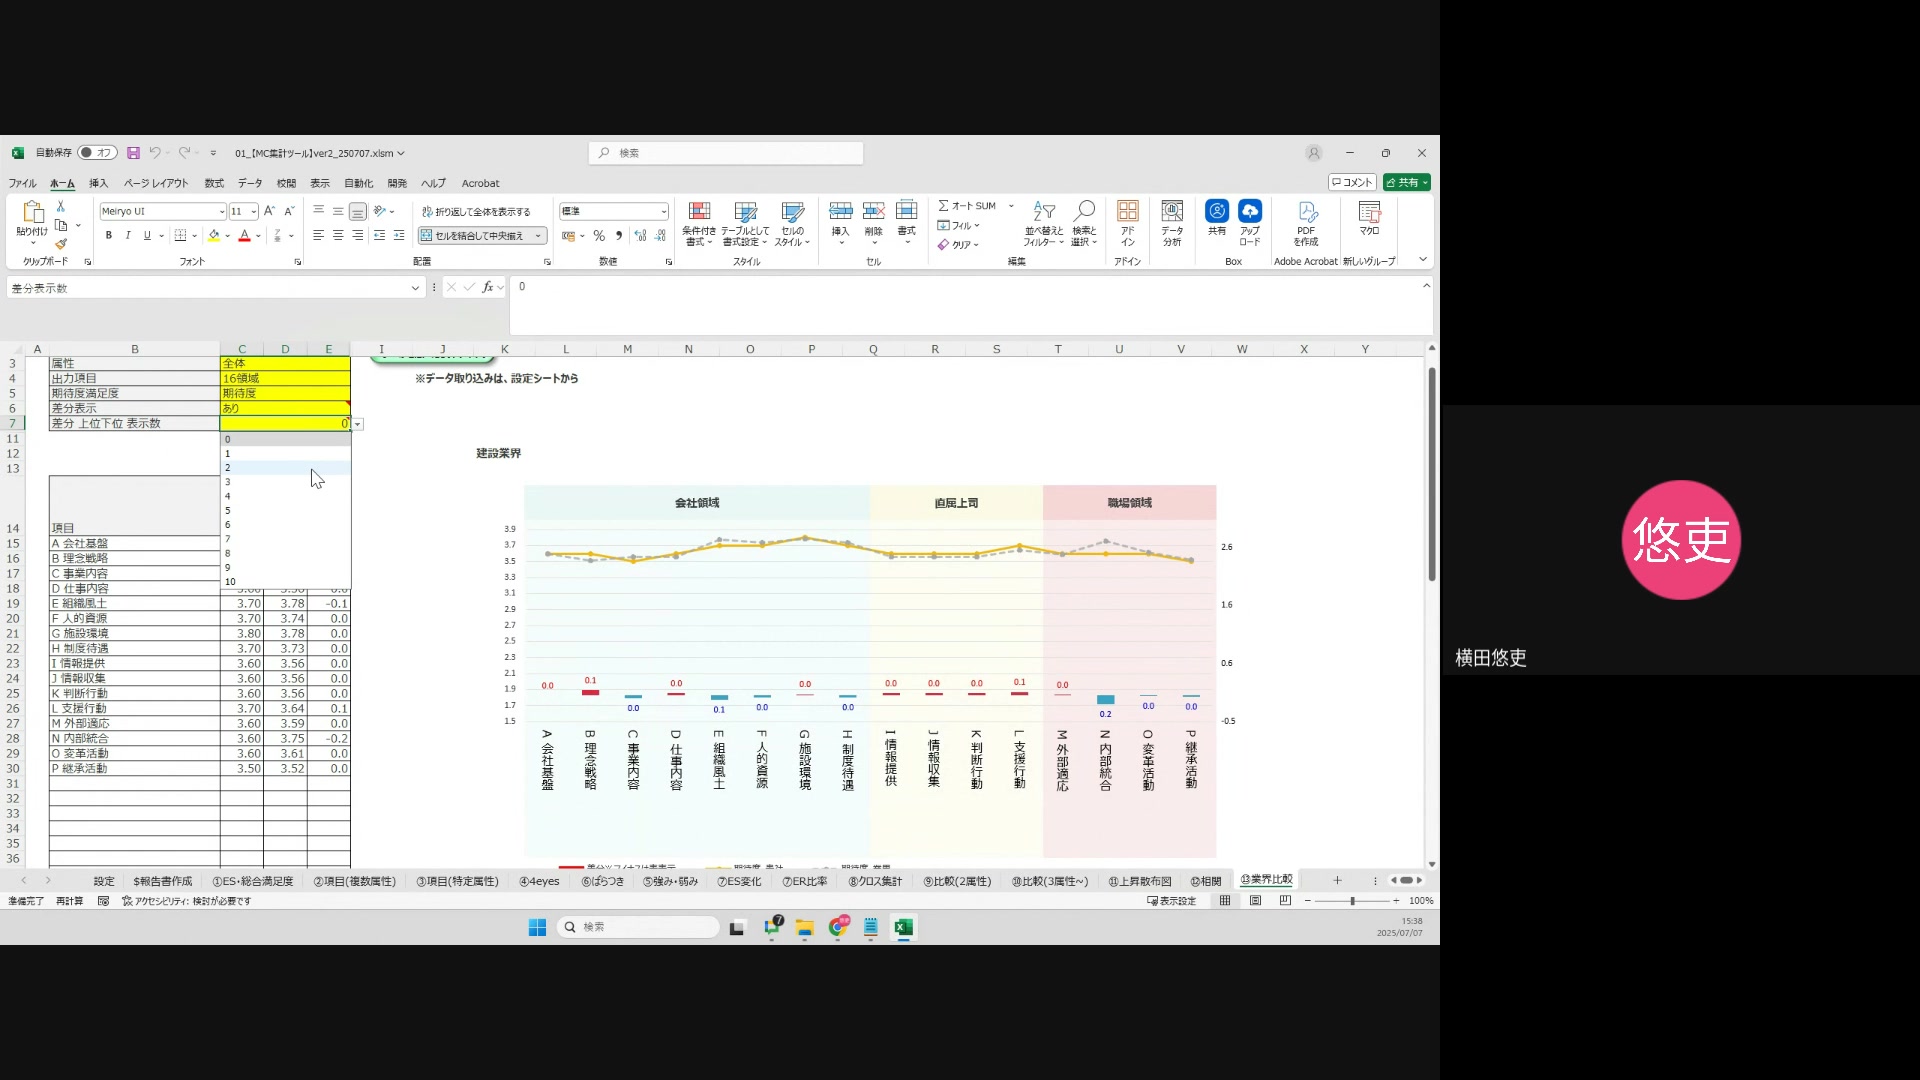 自動保存 オフ 01_【MC集計ツール】ver2_250707.xlsm 検索
ファイル ホーム 挿入 ページ レイアウト 数式 データ 校閲 表示 自動化 開発 ヘルプ Acrobat コメント 共有
貼り付け Meiryo UI 11 折り返して全体を表示する 標準 条件付き書式 テーブルとして書式設定 セルのスタイル 挿入 削除 書式 オート SUM フィル クリア 並べ替えとフィルター 検索と選択 アドイン データ分析 共有 アップロード PDFを作成 マクロ
B I U セルを結合して中央揃え
クリップボード フォント 配置 数値 スタイル セル 編集 アドイン Box Adobe Acrobat 新しいグループ
差分表示数 fx 0
A B C D E I J K L M N O P Q R S T U V W X Y
3 属性 全体
4 出力項目 16領域 ※データ取り込みは、設定シートから
5 期待度満足度 期待度
6 差分表示 あり
7 差分 上位下位 表示数 0
11
12
13
0
1
2
3
4
5
6
7
8
9
10
14 項目
15 A 会社基盤
16 B 理念戦略
17 C 事業内容
18 D 仕事内容
19 E 組織風土 3.70 3.78 -0.1
20 F 人的資源 3.70 3.74 0.0
21 G 施設環境 3.80 3.78 0.0
22 H 制度待遇 3.70 3.73 0.0
23 I 情報提供 3.60 3.56 0.0
24 J 情報収集 3.60 3.56 0.0
25 K 判断行動 3.60 3.56 0.0
26 L 支援行動 3.70 3.64 0.1
27 M 外部適応 3.60 3.59 0.0
28 N 内部統合 3.60 3.75 -0.2
29 O 変革活動 3.60 3.61 0.0
30 P 継承活動 3.50 3.52 0.0
31
32
33
34
35
36
建設業界
会社領域 直属上司 職場領域
3.9
3.7
3.5
3.3
3.1
2.9
2.7
2.5
2.3
2.1
1.9
1.7
1.5
2.6
1.6
0.6
-0.5
0.0 0.1 0.0 0.0 0.1 0.0 0.0 0.0 0.0 0.0 0.0 0.1 0.0 0.2 0.0 0.0
A 会社基盤
B 理念戦略
C 事業内容
D 仕事内容
E 組織風土
F 人的資源
G 施設環境
H 制度待遇
I 情報提供
J 情報収集
K 判断行動
L 支援行動
M 外部適応
N 内部統合
O 変革活動
P 継承活動
設定 $報告書作成 ①ES・総合満足度 ②項目(複数属性) ③項目(特定属性) ④4eyes ⑥ばらつき ⑤強み・弱み ⑦ES変化 ⑦ER比率 ⑧クロス集計 ⑨比較(2属性) ⑩比較(3属性~) ⑪上昇散布図 ⑫相関 ⑬業界比較
準備完了 再計算 アクセシビリティ: 検討が必要です 表示設定 100%
検索 7 15:38
2025/07/07
悠吏
横田悠吏